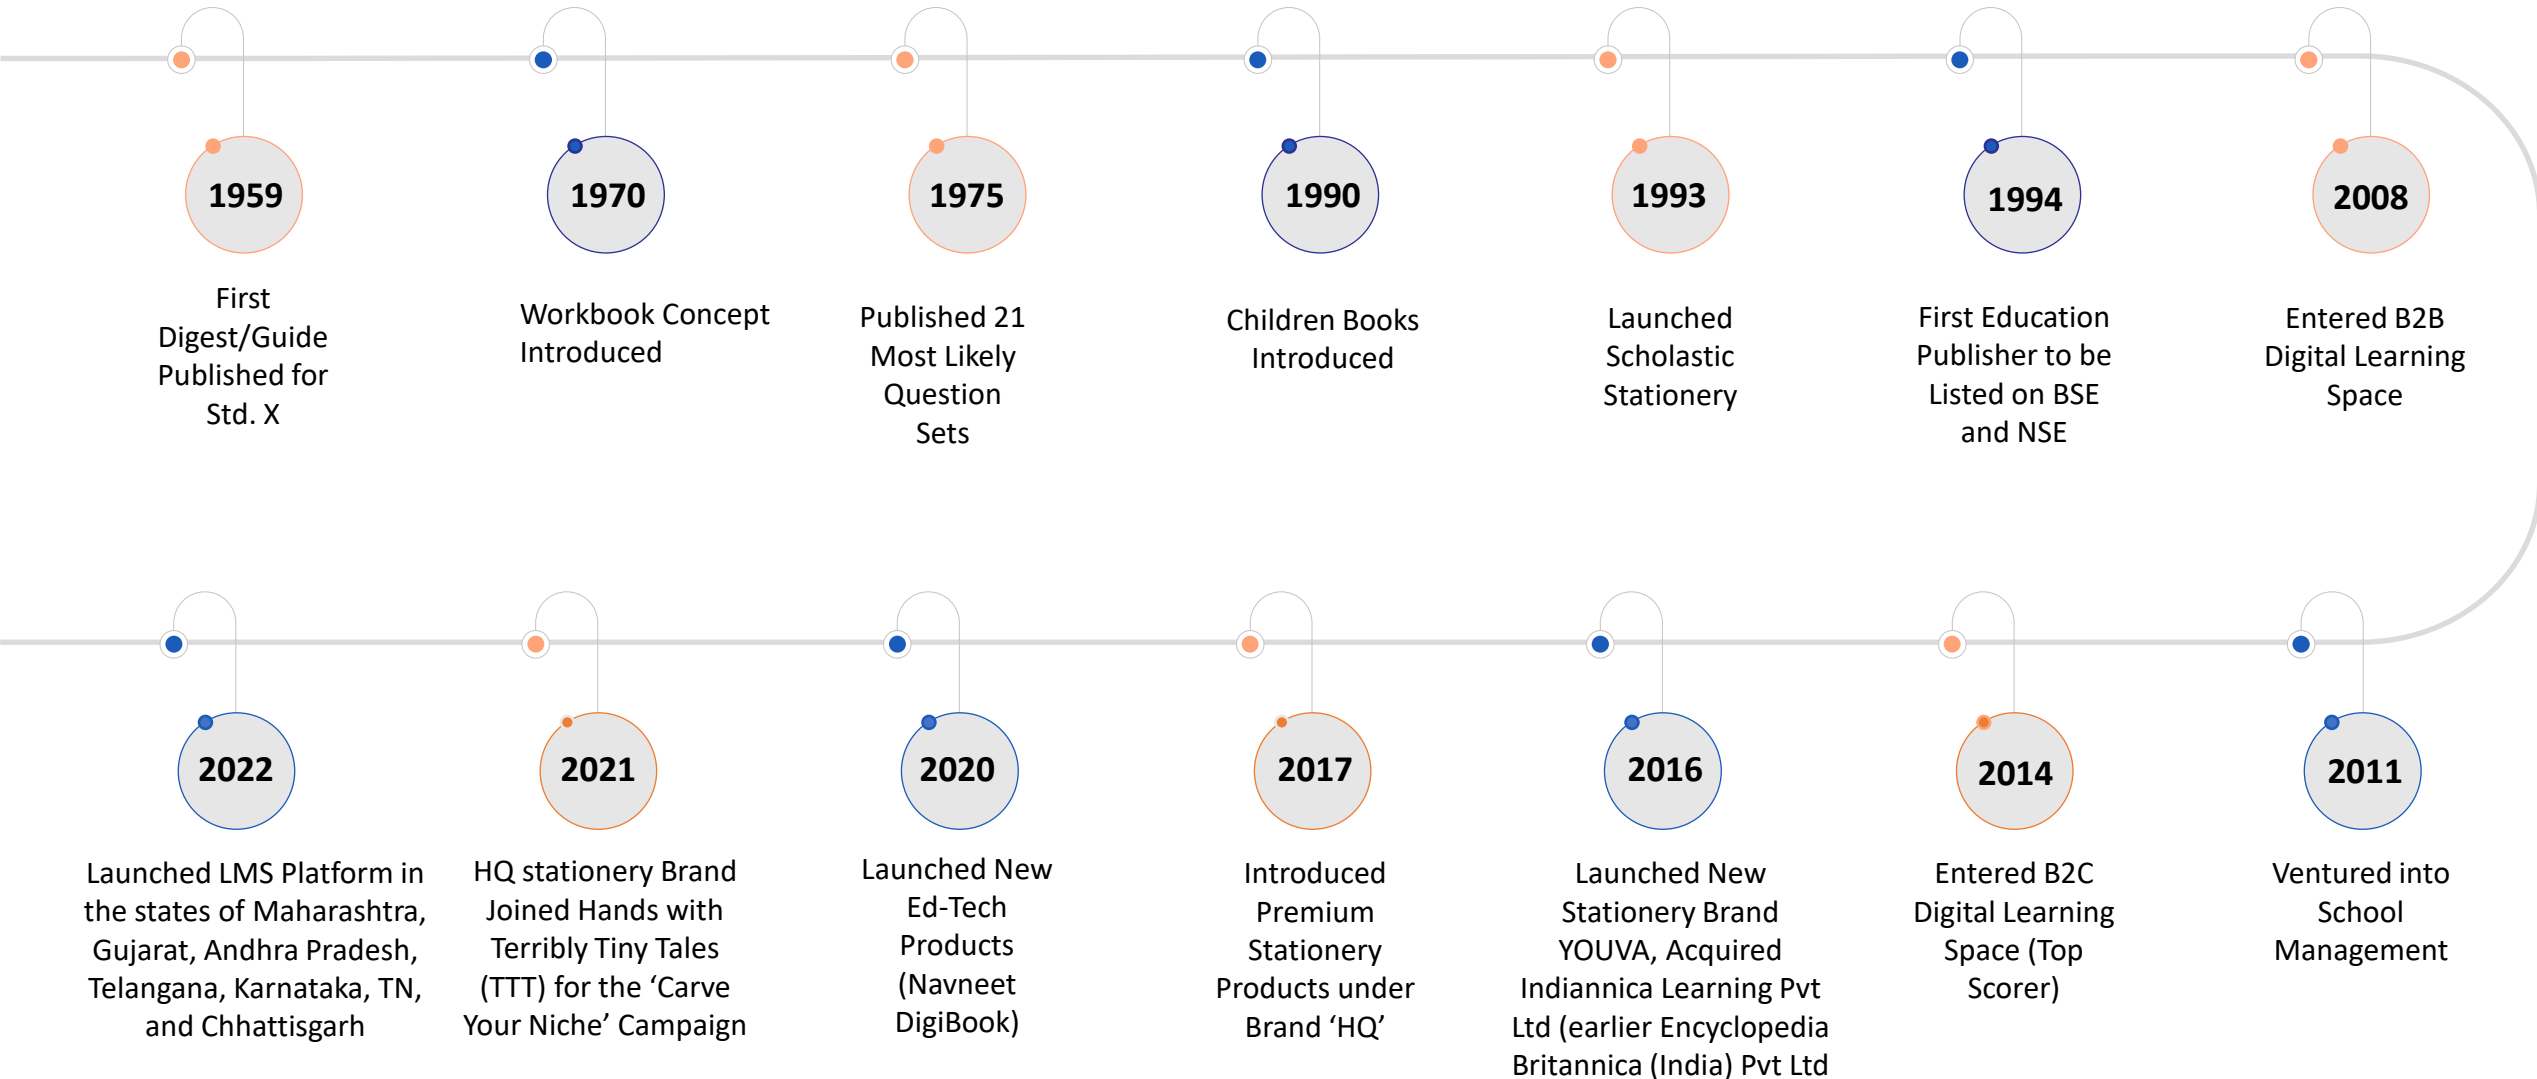 1959
First
Digest/Guide
Published for
Std. X
1970
Workbook Concept
Introduced
1975
Published 21
Most Likely
Question
Sets
1990
Children Books
Introduced
1993
Launched
Scholastic
Stationery
1994
First Education
Publisher to be
Listed on BSE
and NSE
2008
Entered B2B
Digital Learning
Space
2011
Ventured into
School
Management
2014
Entered B2C
Digital Learning
Space (Top
Scorer)
2016
Launched New
Stationery Brand
YOUVA, Acquired
Indiannica Learning Pvt
Ltd (earlier Encyclopedia
Britannica (India) Pvt Ltd
2017
Introduced
Premium
Stationery
Products under
Brand ‘HQ’
2020
Launched New
Ed-Tech
Products
(Navneet
DigiBook)
2021
HQ stationery Brand
Joined Hands with
Terribly Tiny Tales
(TTT) for the ‘Carve
Your Niche’ Campaign
2022
Launched LMS Platform in
the states of Maharashtra,
Gujarat, Andhra Pradesh,
Telangana, Karnataka, TN,
and Chhattisgarh